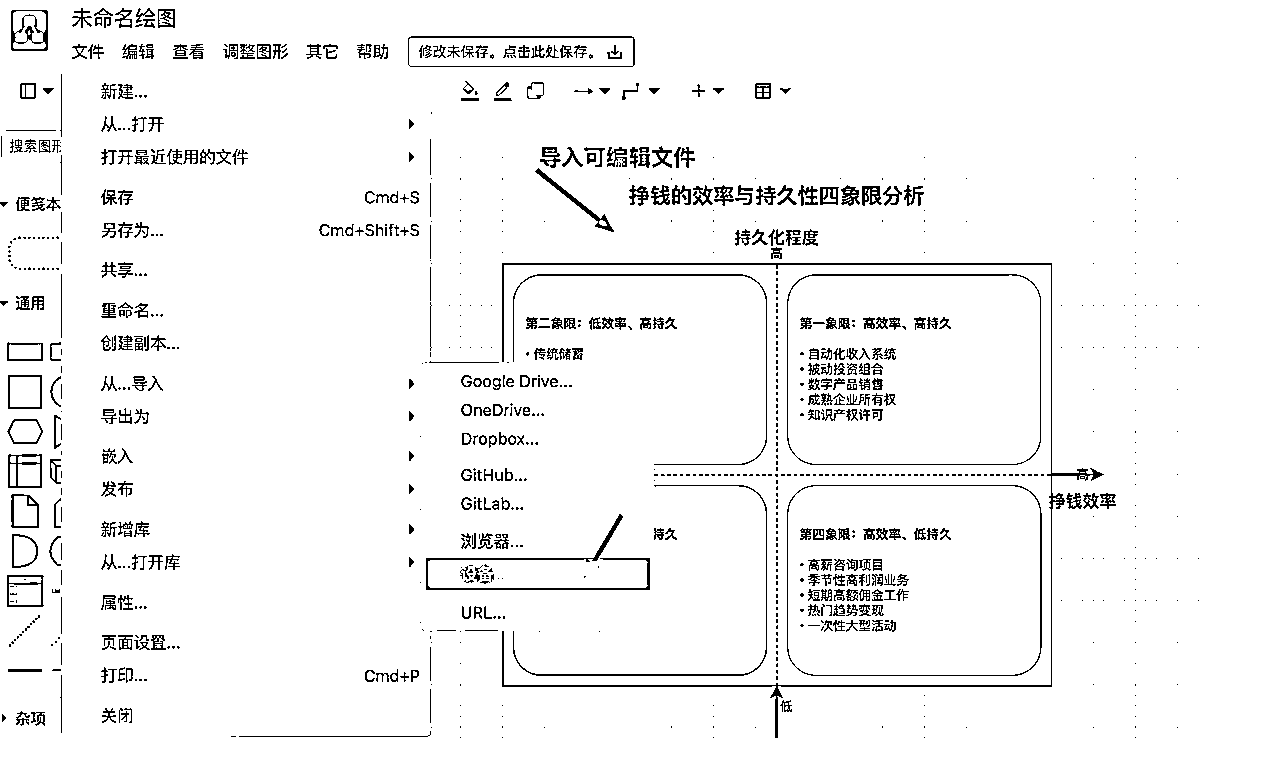 未命名绘图
文件 编辑 查看 调整图形 其它 帮助 修改未保存。点击此处保存。
搜索图形
便笺本
通用
杂项
新建...
从...打开
打开最近使用的文件
保存 Cmd+S
另存为... Cmd+Shift+S
共享...
重命名...
创建副本...
从...导入
导出为
嵌入
发布
新增库
从...打开库
属性...
页面设置...
打印... Cmd+P
关闭
Google Drive...
OneDrive...
Dropbox...
GitHub...
GitLab...
浏览器...
设备...
URL...
导入可编辑文件
挣钱的效率与持久性四象限分析
持久化程度
高
第二象限：低效率、高持久
• 传统储蓄
第一象限：高效率、高持久
• 自动化收入系统
• 被动投资组合
• 数字产品销售
• 成熟企业所有权
• 知识产权许可
高
挣钱效率
持久
第四象限：高效率、低持久
• 高薪咨询项目
• 季节性高利润业务
• 短期高额佣金工作
• 热门趋势变现
• 一次性大型活动
低